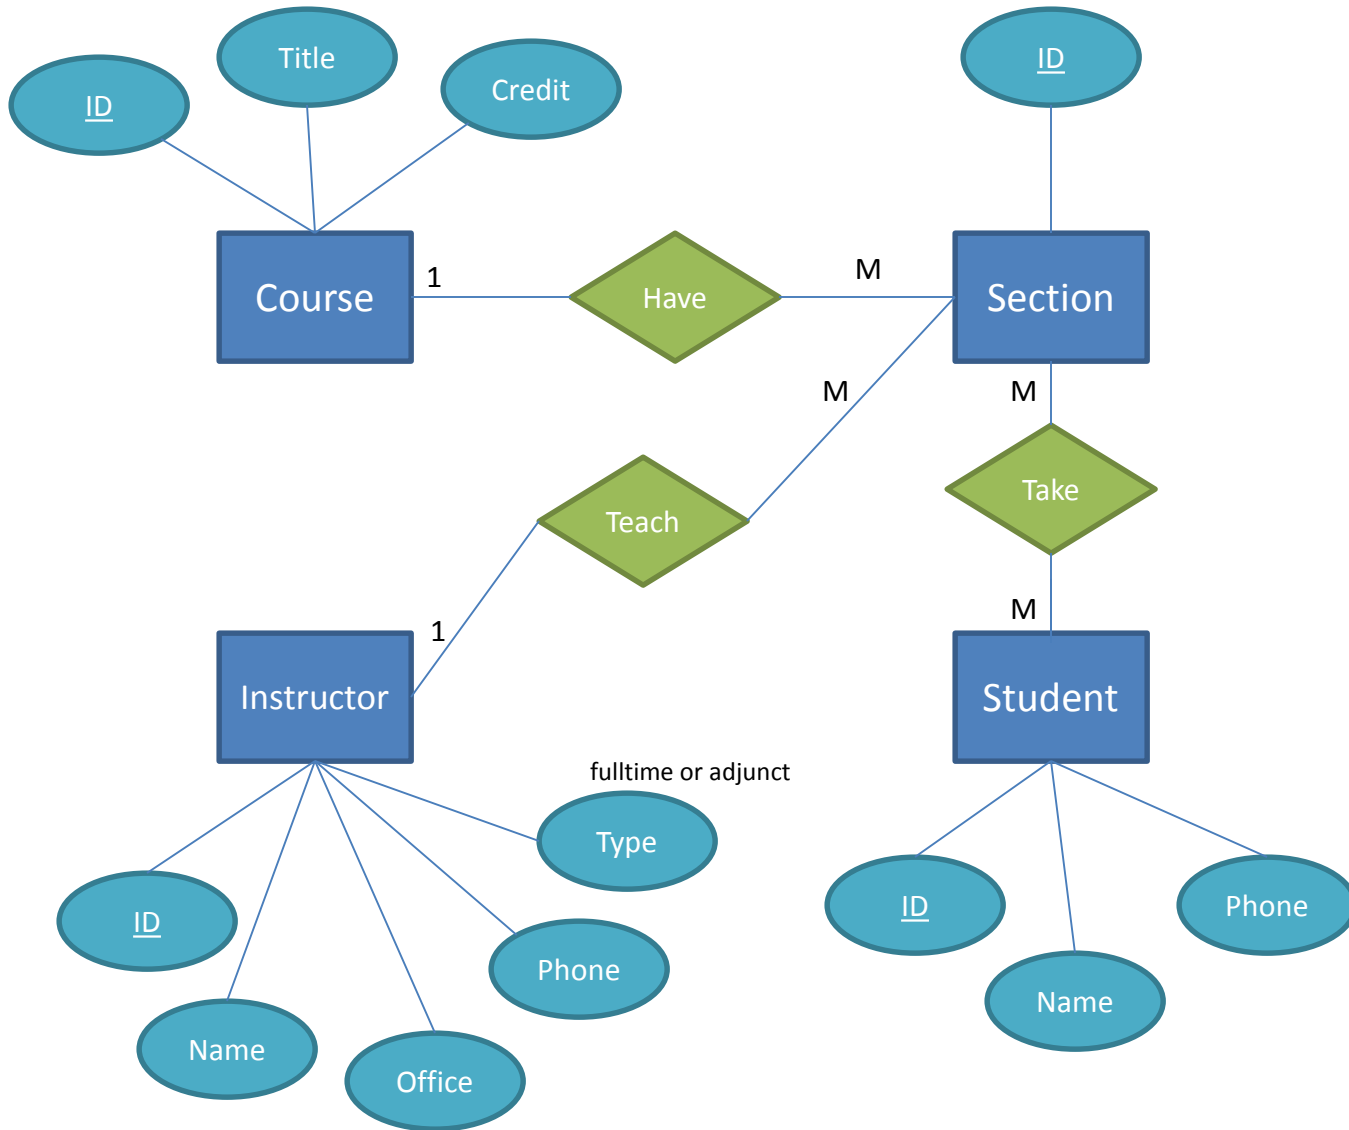 Title
ID
Credit
ID
ID
Course
1
Have
M
Section
M
M
Take
Teach
M
1
Instructor
Student
fulltime or adjunct
Type
ID
Phone
ID
Phone
Name
Name
Office